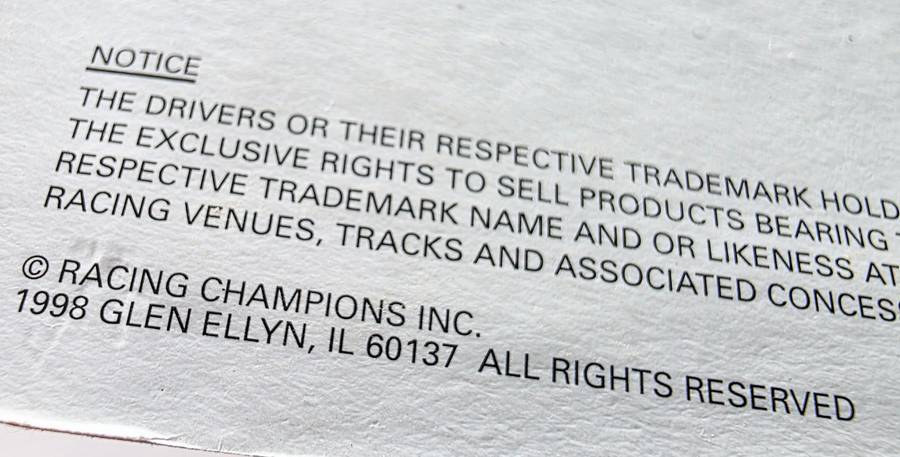 NOTICE
THE DRIVERS OR THEIR RESPECTIVE TRADEMARK HOLD
THE EXCLUSIVE RIGHTS TO SELL PRODUCTS BEARING
RESPECTIVE TRADEMARK NAME AND OR LIKENESS AT
RACING VENUES, TRACKS AND ASSOCIATED CONCES
© RACING CHAMPIONS INC.
1998 GLEN ELLYN, IL 60137 ALL RIGHTS RESERVED